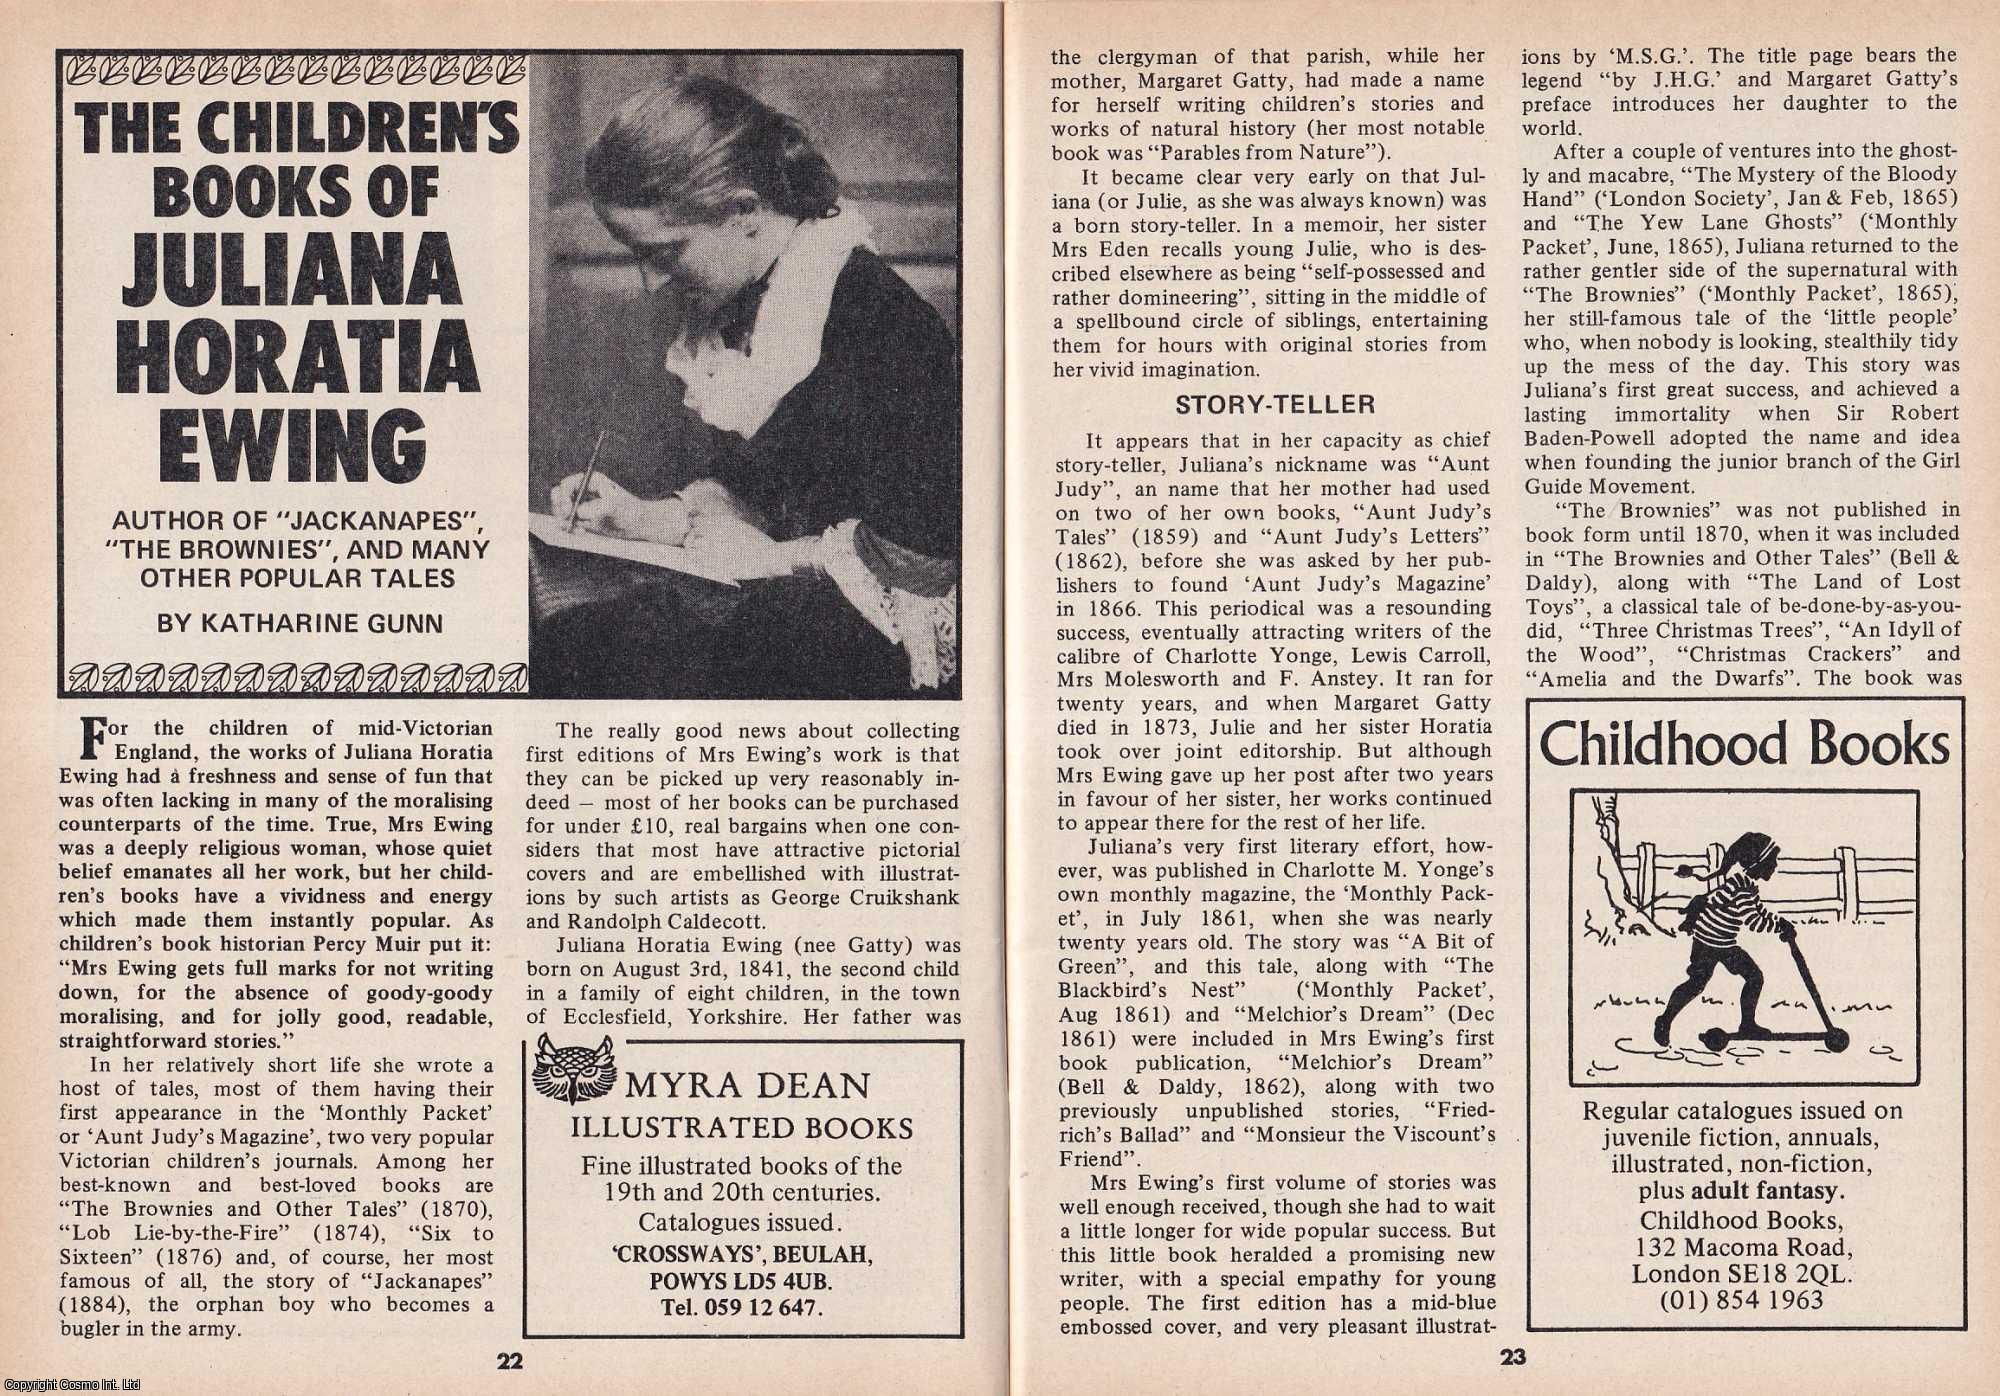 THE CHILDREN'S
BOOKS OF
JULIANA
HORATIA
EWING
AUTHOR OF "JACKANAPES",
"THE BROWNIES", AND MANY
OTHER POPULAR TALES
BY KATHARINE GUNN
For the children of mid-Victorian
England, the works of Juliana Horatia
Ewing had a freshness and sense of fun that
was often lacking in many of the moralising
counterparts of the time. True, Mrs Ewing
was a deeply religious woman, whose quiet
belief emanates all her work, but her child-
ren's books have a vividness and energy
which made them instantly popular. As
children's book historian Percy Muir put it:
"Mrs Ewing gets full marks for not writing
down, for the absence of goody-goody
moralising, and for jolly good, readable,
straightforward stories."
In her relatively short life she wrote a
host of tales, most of them having their
first appearance in the 'Monthly Packet'
or 'Aunt Judy's Magazine', two very popular
Victorian children's journals. Among her
best-known and best-loved books are
"The Brownies and Other Tales" (1870),
"Lob Lie-by-the-Fire" (1874), "Six to
Sixteen" (1876) and, of course, her most
famous of all, the story of "Jackanapes"
(1884), the orphan boy who becomes a
bugler in the army.
The really good news about collecting
first editions of Mrs Ewing's work is that
they can be picked up very reasonably in-
deed – most of her books can be purchased
for under £10, real bargains when one con-
siders that most have attractive pictorial
covers and are embellished with illustrat-
ions by such artists as George Cruikshank
and Randolph Caldecott.
Juliana Horatia Ewing (nee Gatty) was
born on August 3rd, 1841, the second child
in a family of eight children, in the town
of Ecclesfield, Yorkshire. Her father was
MYRA DEAN
ILLUSTRATED BOOKS
Fine illustrated books of the
19th and 20th centuries.
Catalogues issued.
'CROSSWAYS', BEULAH,
POWYS LD5 4UB.
Tel. 059 12 647.
22
the clergyman of that parish, while her
mother, Margaret Gatty, had made a name
for herself writing children's stories and
works of natural history (her most notable
book was "Parables from Nature").
It became clear very early on that Jul-
iana (or Julie, as she was always known) was
a born story-teller. In a memoir, her sister
Mrs Eden recalls young Julie, who is des-
cribed elsewhere as being "self-possessed and
rather domineering", sitting in the middle of
a spellbound circle of siblings, entertaining
them for hours with original stories from
her vivid imagination.
STORY-TELLER
It appears that in her capacity as chief
story-teller, Juliana's nickname was "Aunt
Judy", an name that her mother had used
on two of her own books, "Aunt Judy's
Tales" (1859) and "Aunt Judy's Letters"
(1862), before she was asked by her pub-
lishers to found 'Aunt Judy's Magazine'
in 1866. This periodical was a resounding
success, eventually attracting writers of the
calibre of Charlotte Yonge, Lewis Carroll,
Mrs Molesworth and F. Anstey. It ran for
twenty years, and when Margaret Gatty
died in 1873, Julie and her sister Horatia
took over joint editorship. But although
Mrs Ewing gave up her post after two years
in favour of her sister, her works continued
to appear there for the rest of her life.
Juliana's very first literary effort, how-
ever, was published in Charlotte M. Yonge's
own monthly magazine, the 'Monthly Pack-
et', in July 1861, when she was nearly
twenty years old. The story was "A Bit of
Green", and this tale, along with "The
Blackbird's Nest" ('Monthly Packet',
Aug 1861) and "Melchior's Dream" (Dec
1861) were included in Mrs Ewing's first
book publication, "Melchior's Dream"
(Bell & Daldy, 1862), along with two
previously unpublished stories, "Fried-
rich's Ballad" and "Monsieur the Viscount's
Friend".
Mrs Ewing's first volume of stories was
well enough received, though she had to wait
a little longer for wide popular success. But
this little book heralded a promising new
writer, with a special empathy for young
people. The first edition has a mid-blue
embossed cover, and very pleasant illustrat-
ions by 'M.S.G.'. The title page bears the
legend "by J.H.G.' and Margaret Gatty's
preface introduces her daughter to the
world.
After a couple of ventures into the ghost-
ly and macabre, "The Mystery of the Bloody
Hand" ('London Society', Jan & Feb, 1865)
and "The Yew Lane Ghosts" ('Monthly
Packet', June, 1865), Juliana returned to the
rather gentler side of the supernatural with
"The Brownies" ('Monthly Packet', 1865),
her still-famous tale of the 'little people'
who, when nobody is looking, stealthily tidy
up the mess of the day. This story was
Juliana's first great success, and achieved a
lasting immortality when Sir Robert
Baden-Powell adopted the name and idea
when founding the junior branch of the Girl
Guide Movement.
"The Brownies" was not published in
book form until 1870, when it was included
in "The Brownies and Other Tales" (Bell &
Daldy), along with "The Land of Lost
Toys", a classical tale of be-done-by-as-you-
did, "Three Christmas Trees", "An Idyll of
the Wood", "Christmas Crackers" and
"Amelia and the Dwarfs". The book was
Childhood Books
Regular catalogues issued on
juvenile fiction, annuals,
illustrated, non-fiction,
plus adult fantasy.
Childhood Books,
132 Macoma Road,
London SE18 2QL.
(01) 854 1963
23
Copyright Cosmo Int. Ltd